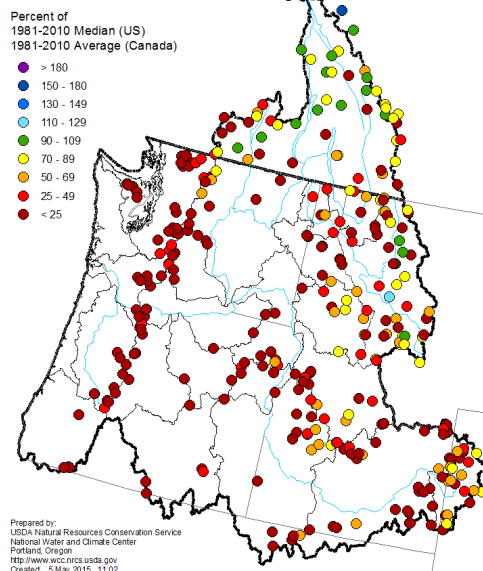 Percent of
1981-2010 Median (US)
1981-2010 Average (Canada)
> 180
150 - 180
130 - 149
110 - 129
90 - 109
70 - 89
50 - 69
25 - 49
< 25
Prepared by:
USDA Natural Resources Conservation Service
National Water and Climate Center
Portland, Oregon
http://www.wcc.nrcs.usda.gov
Created 5 May 2015 11:02